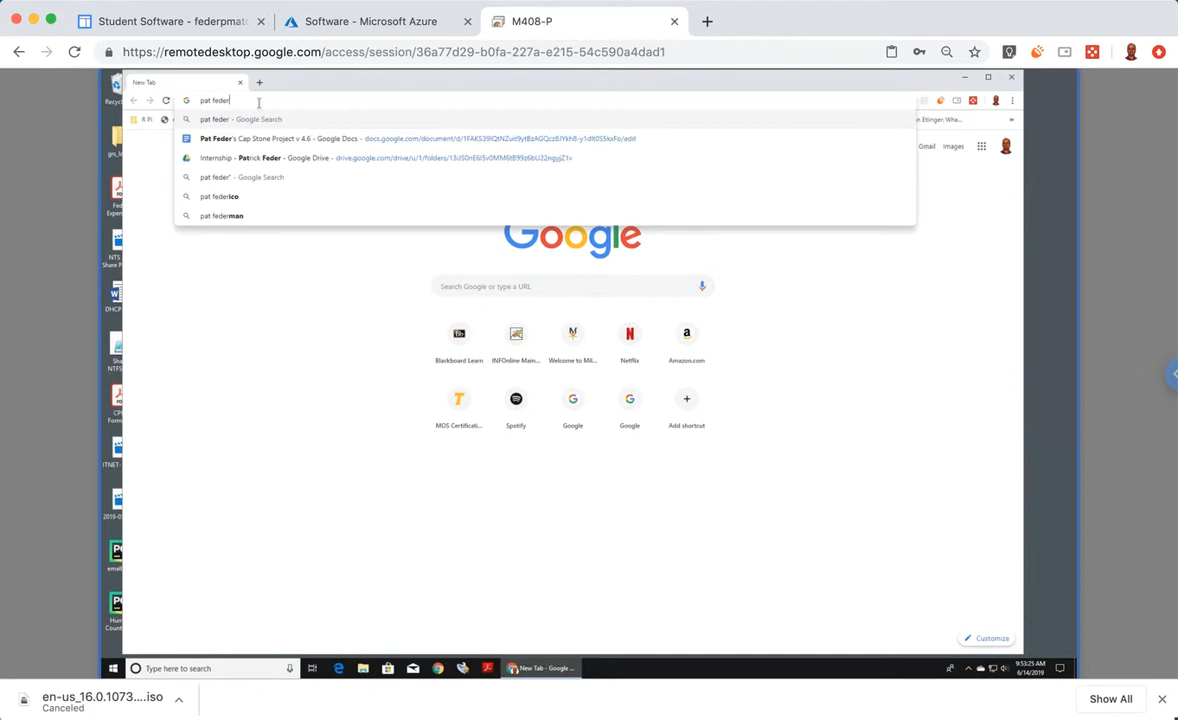 Student Software - federpmatc
Software - Microsoft Azure
M408-P
https://remotedesktop.google.com/access/session/36a77d29-b0fa-227a-e215-54c590a4dad1
New Tab
pat feder
pat feder - Google Search
Pat Feder's Cap Stone Project v 4.6 - Google Docs
pat feder' - Google Search
Internship - Patrick Feder - Google Drive
pat federico
pat federman
Gmail Images
Google
Search Google or type a URL
Blackboard Learn INFOnline Main... Welcome to Mil... Netflix Amazon.com
MOS Certificati... Spotify Google Google Add shortcut
Customize
Type here to search
New Tab - Google ...
9:53:25 AM
6/14/2019
en-us_16.0.1073....iso
Canceled
Show All